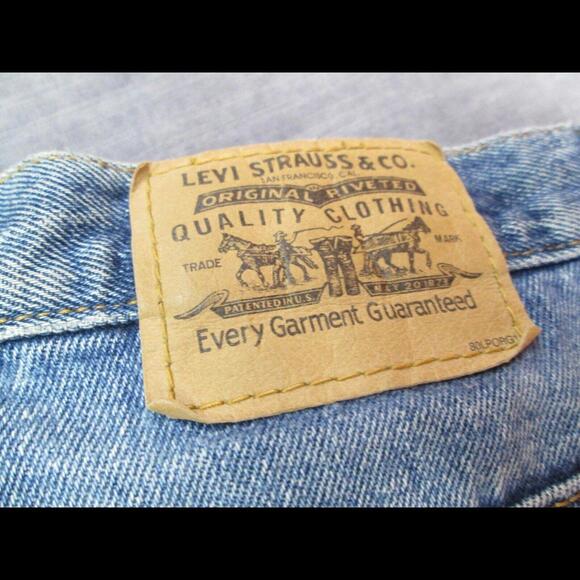 LEVI STRAUSS & CO.
SAN FRANCISCO, CAL.
ORIGINAL RIVETED
QUALITY CLOTHING
TRADE MARK
PATENTED IN U.S. MAY 20 1873
Every Garment Guaranteed